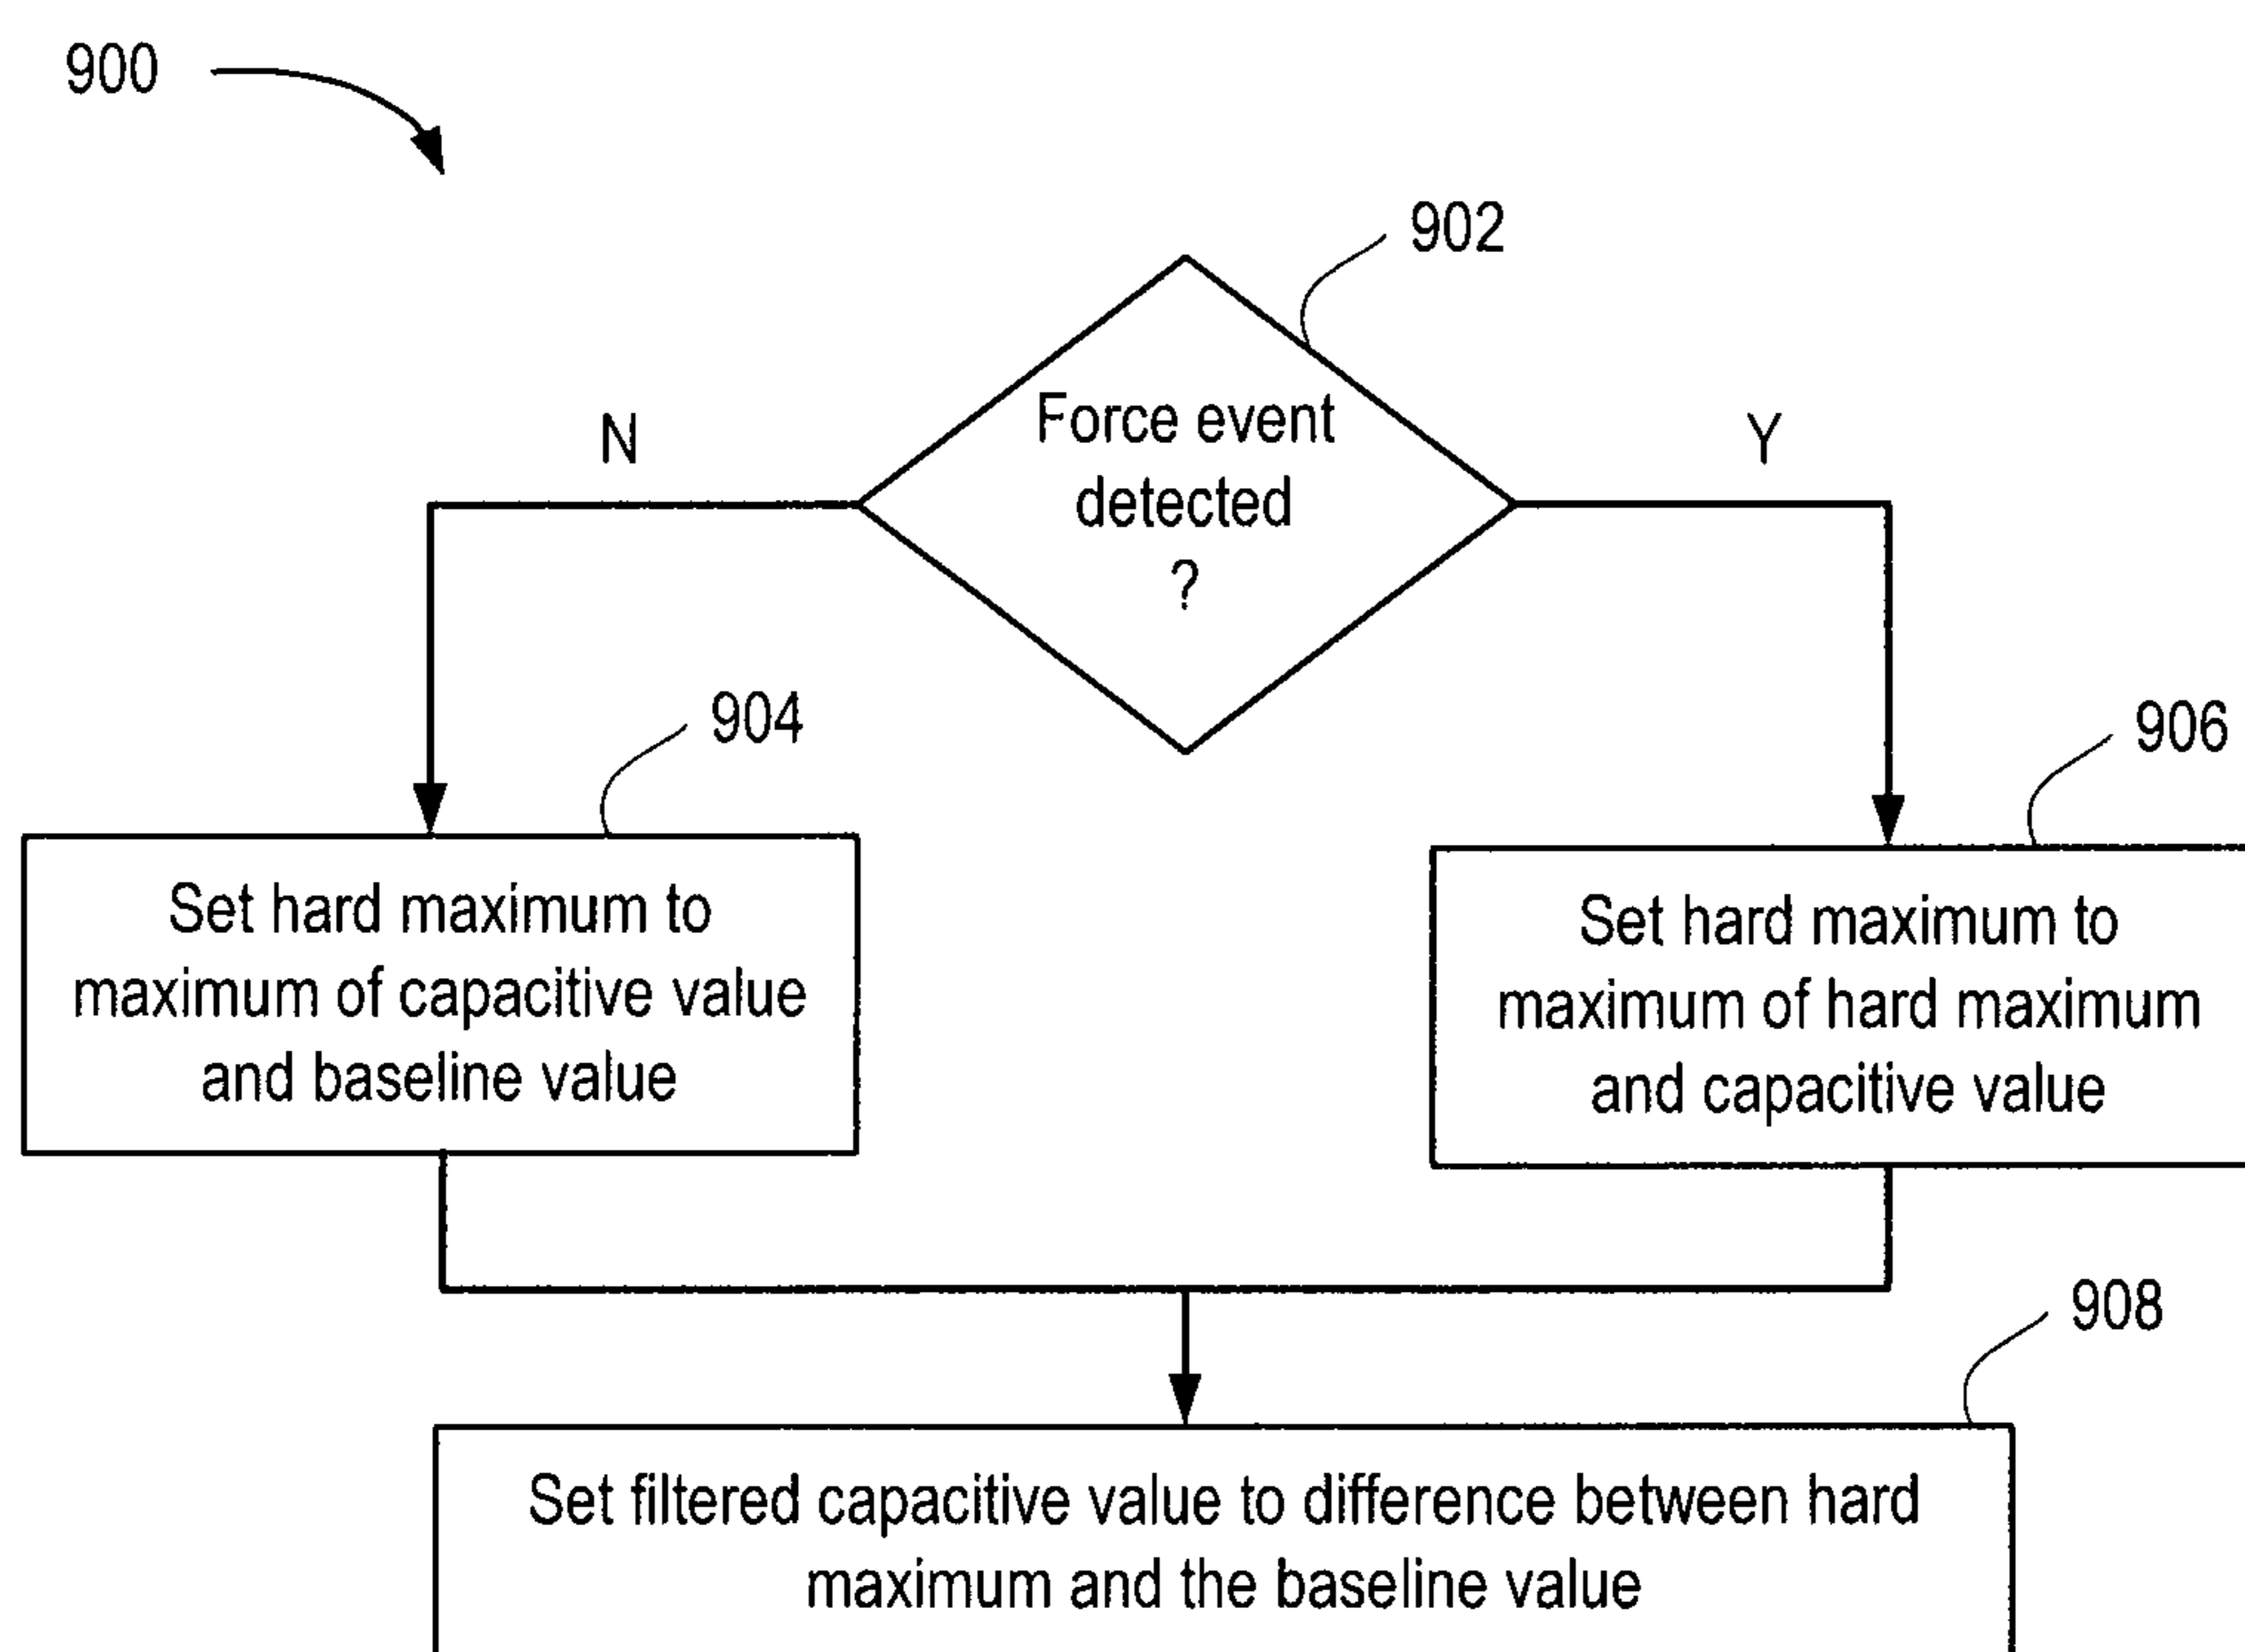 900
902
Force event
detected
?
N
Y
904
906
Set hard maximum to
maximum of capacitive value
and baseline value
Set hard maximum to
maximum of hard maximum
and capacitive value
908
Set filtered capacitive value to difference between hard
maximum and the baseline value